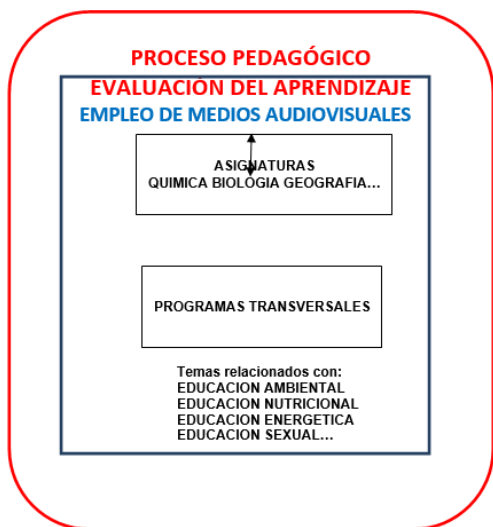 PROCESO PEDAGÓGICO
EVALUACIÓN DEL APRENDIZAJE
EMPLEO DE MEDIOS AUDIOVISUALES
ASIGNATURAS
QUIMICA BIOLOGIA GEOGRAFIA...
PROGRAMAS TRANSVERSALES
Temas relacionados con:
EDUCACION AMBIENTAL
EDUCACION NUTRICIONAL
EDUCACION ENERGETICA
EDUCACION SEXUAL...